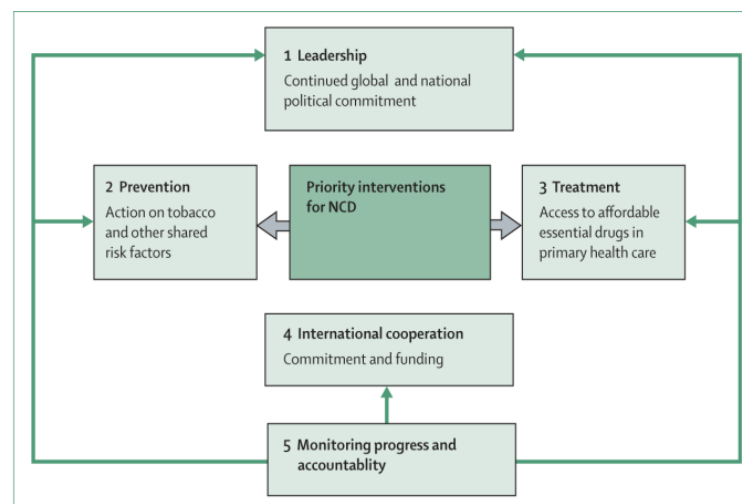 1 Leadership
Continued global and national
political commitment
2 Prevention
Action on tobacco
and other shared
risk factors
Priority interventions
for NCD
3 Treatment
Access to affordable
essential drugs in
primary health care
4 International cooperation
Commitment and funding
5 Monitoring progress and
accountablity